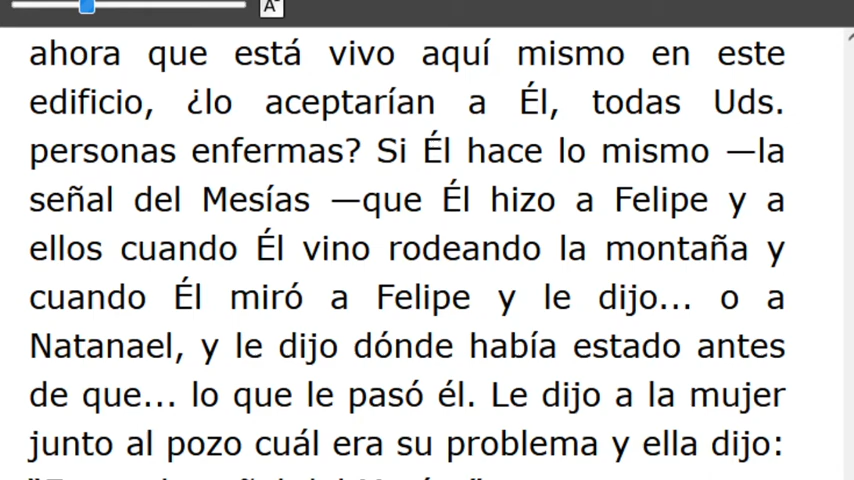 A
ahora que está vivo aquí mismo en este
edificio, ¿lo aceptarían a Él, todas Uds.
personas enfermas? Si Él hace lo mismo —la
señal del Mesías —que Él hizo a Felipe y a
ellos cuando Él vino rodeando la montaña y
cuando Él miró a Felipe y le dijo... o a
Natanael, y le dijo dónde había estado antes
de que... lo que le pasó él. Le dijo a la mujer
junto al pozo cuál era su problema y ella dijo: